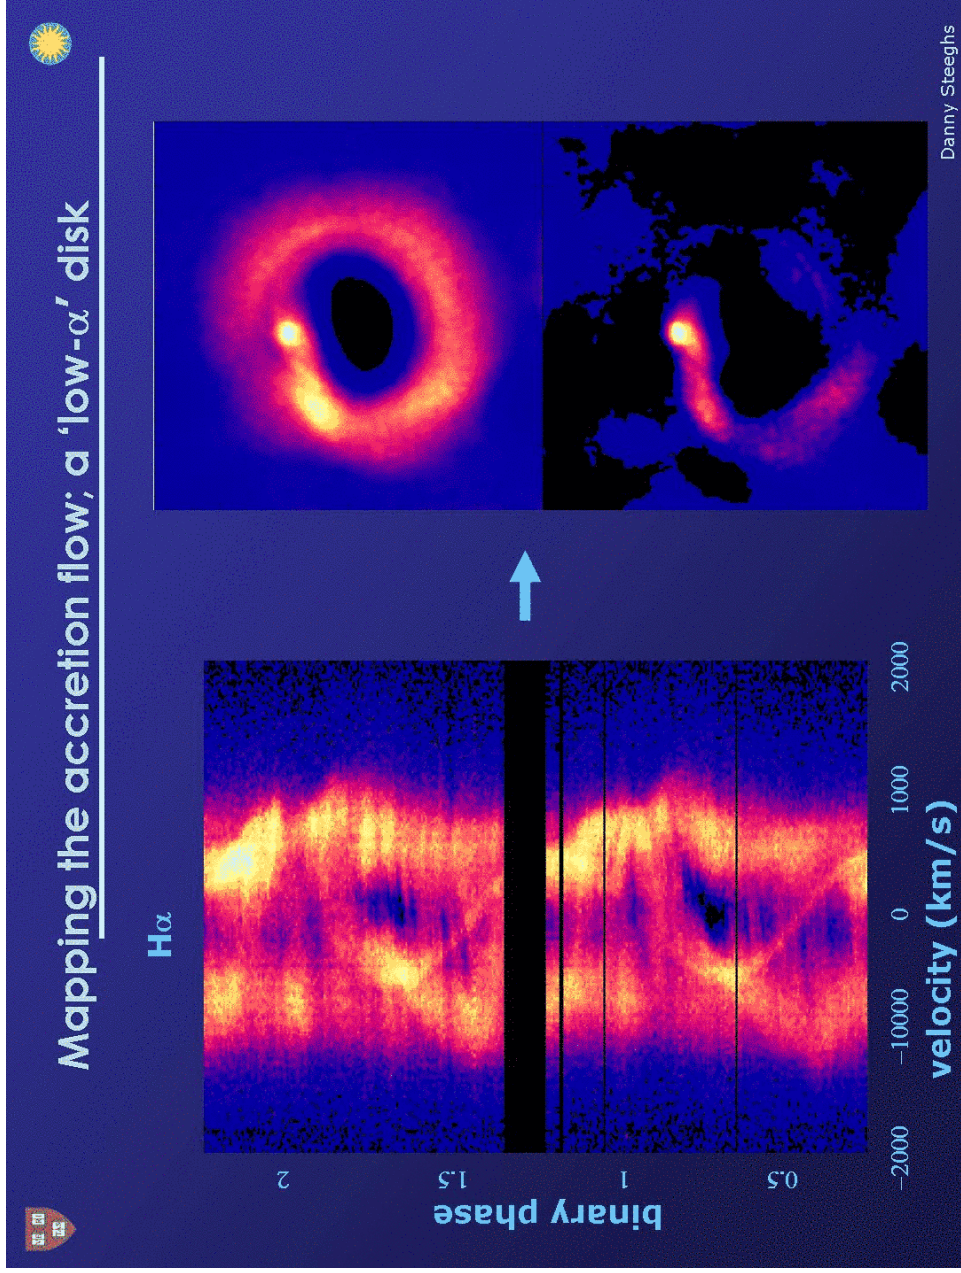 Mapping the accretion flow; a ‘low-α’ disk
Hα
binary phase
2
1.5
1
0.5
−2000
−10000
0
1000
2000
velocity (km/s)
Danny Steeghs